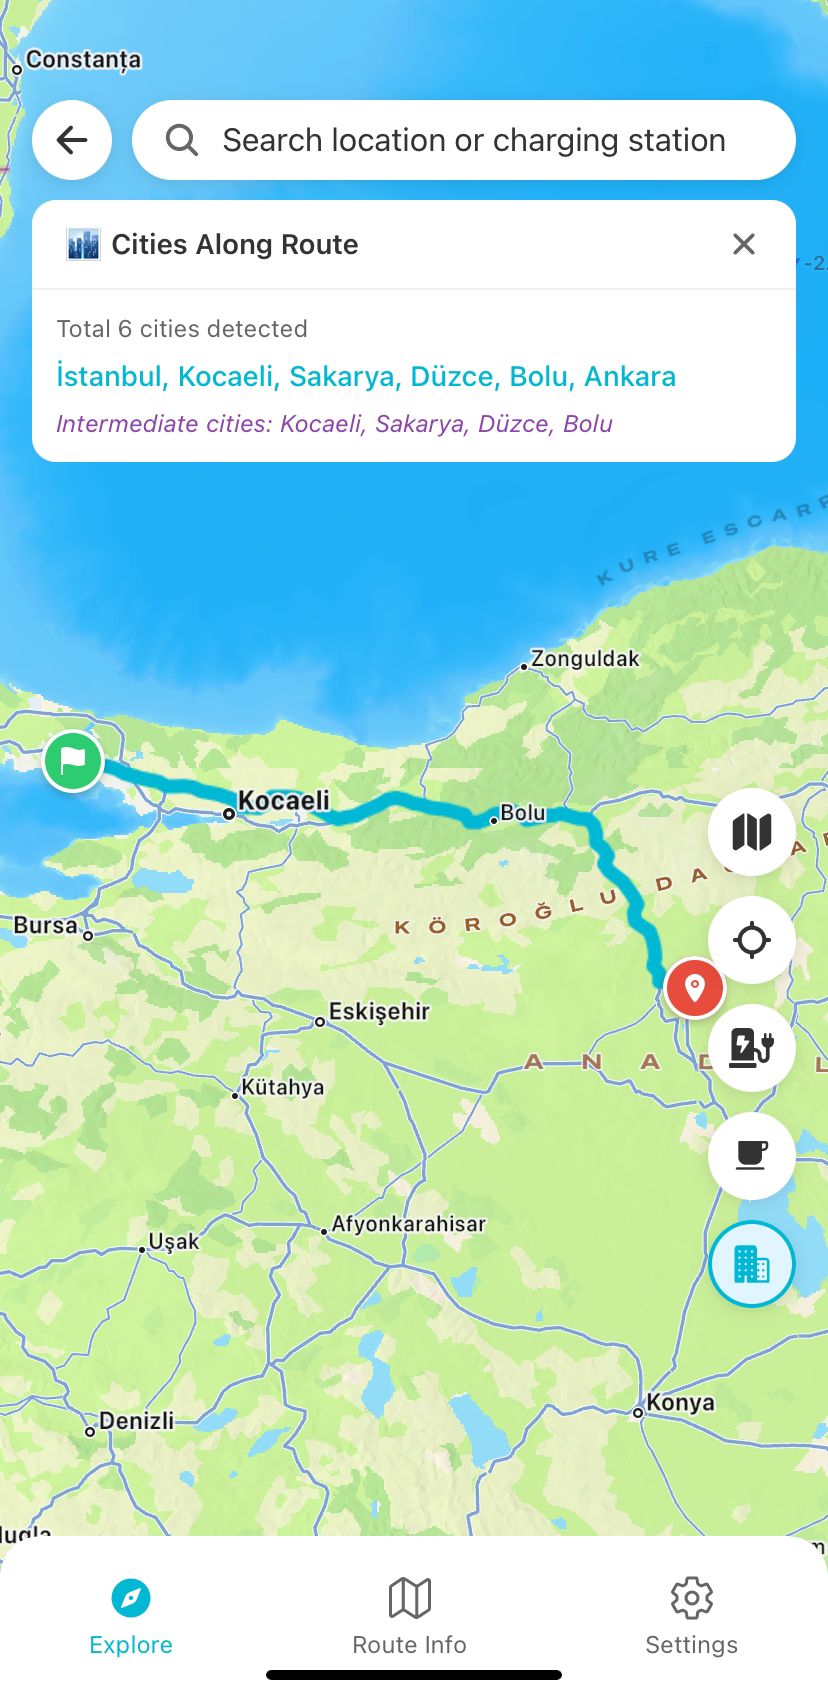 Constanța
Search location or charging station
Cities Along Route
Total 6 cities detected
İstanbul, Kocaeli, Sakarya, Düzce, Bolu, Ankara
Intermediate cities: Kocaeli, Sakarya, Düzce, Bolu
KURE ESCARP
Zonguldak
Kocaeli
Bolu
KÖROĞLU DA
Bursa
Eskişehir
ANAD
Kütahya
Afyonkarahisar
Uşak
Konya
Denizli
Explore
Route Info
Settings